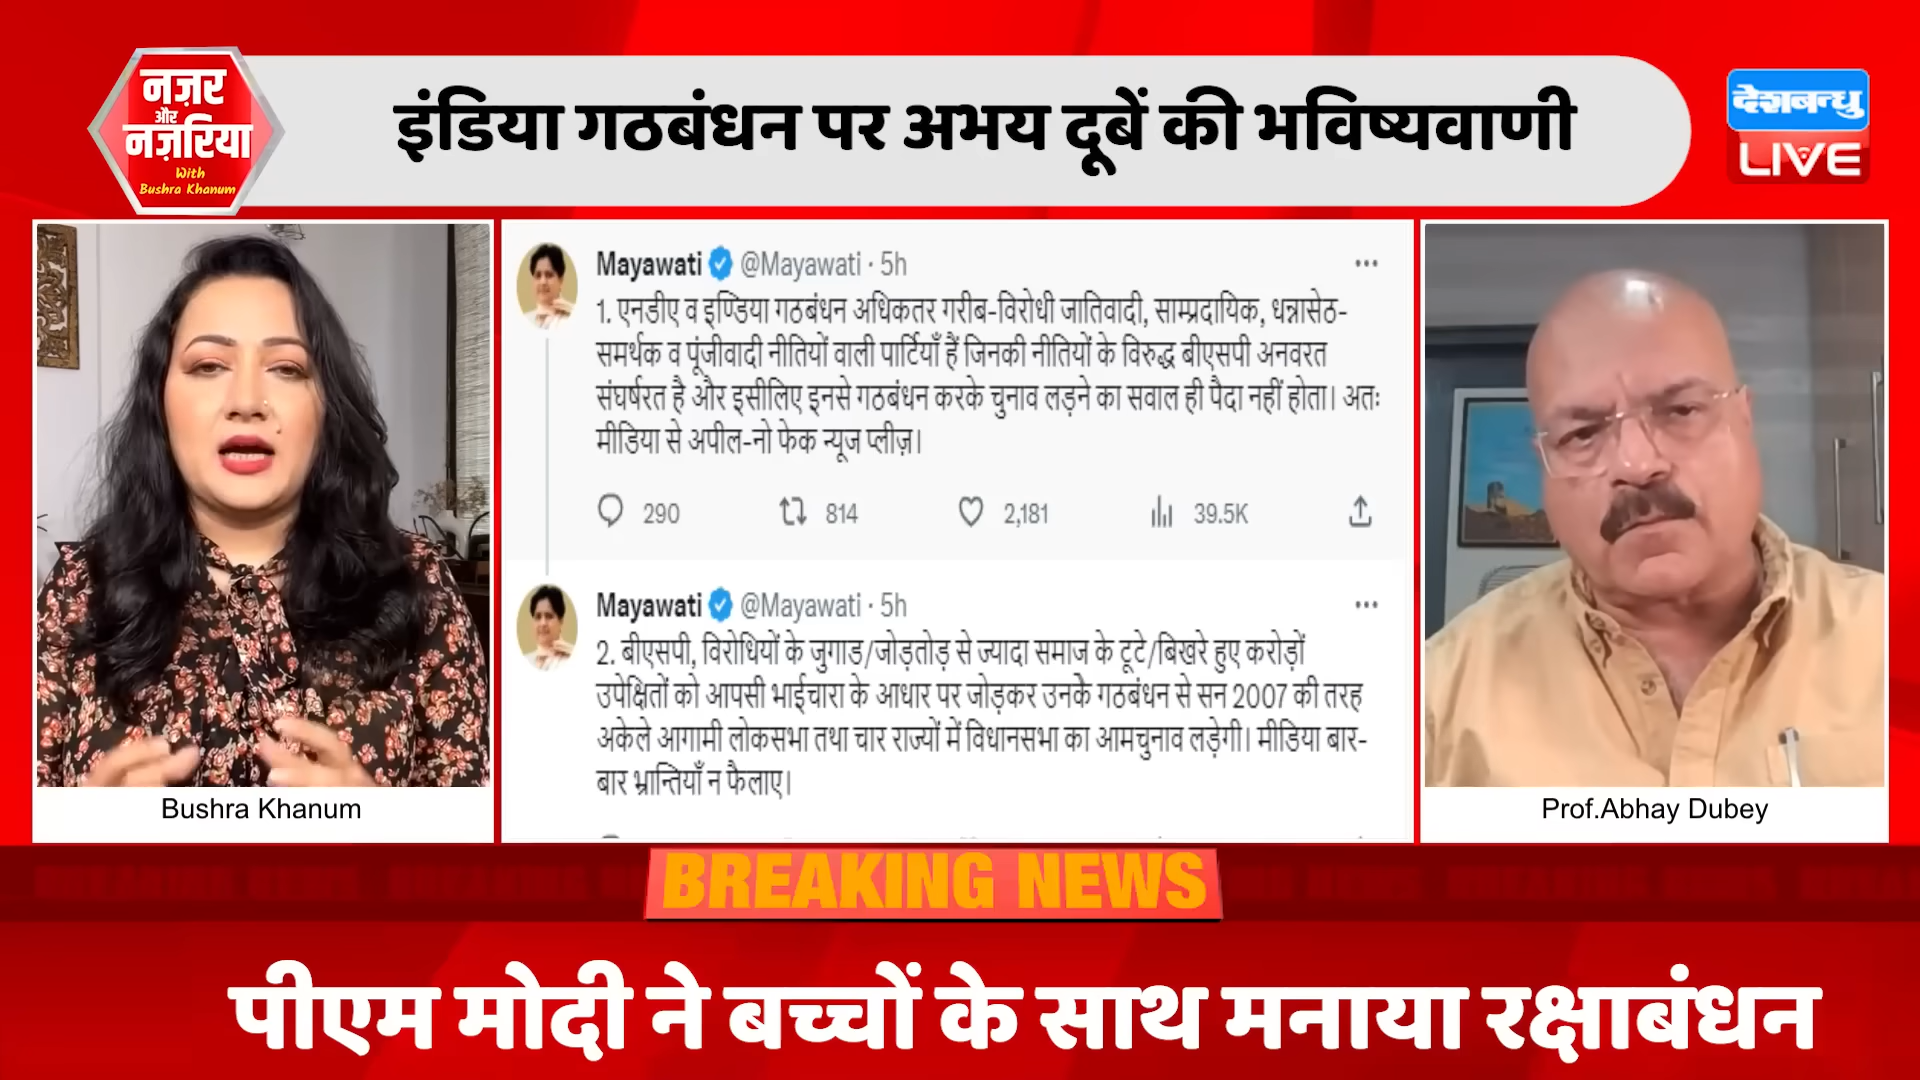 नज़र
और
नज़रिया
With
Bushra Khanum
इंडिया गठबंधन पर अभय दूबें की भविष्यवाणी
देशबन्धु
LIVE
Mayawati @Mayawati · 5h
1. एनडीए व इण्डिया गठबंधन अधिकतर गरीब-विरोधी जातिवादी, साम्प्रदायिक, धन्नासेठ-
समर्थक व पूंजीवादी नीतियों वाली पार्टियाँ हैं जिनकी नीतियों के विरुद्ध बीएसपी अनवरत
संघर्षरत है और इसीलिए इनसे गठबंधन करके चुनाव लड़ने का सवाल ही पैदा नहीं होता। अतः
मीडिया से अपील-नो फेक न्यूज प्लीज़।
290 814 2,181 39.5K
Mayawati @Mayawati · 5h
2. बीएसपी, विरोधियों के जुगाड/जोड़तोड़ से ज्यादा समाज के टूटे/बिखरे हुए करोड़ों
उपेक्षितों को आपसी भाईचारा के आधार पर जोड़कर उनके गठबंधन से सन 2007 की तरह
अकेले आगामी लोकसभा तथा चार राज्यों में विधानसभा का आमचुनाव लड़ेगी। मीडिया बार-
बार भ्रान्तियाँ न फैलाए।
Bushra Khanum
Prof.Abhay Dubey
BREAKING NEWS
पीएम मोदी ने बच्चों के साथ मनाया रक्षाबंधन